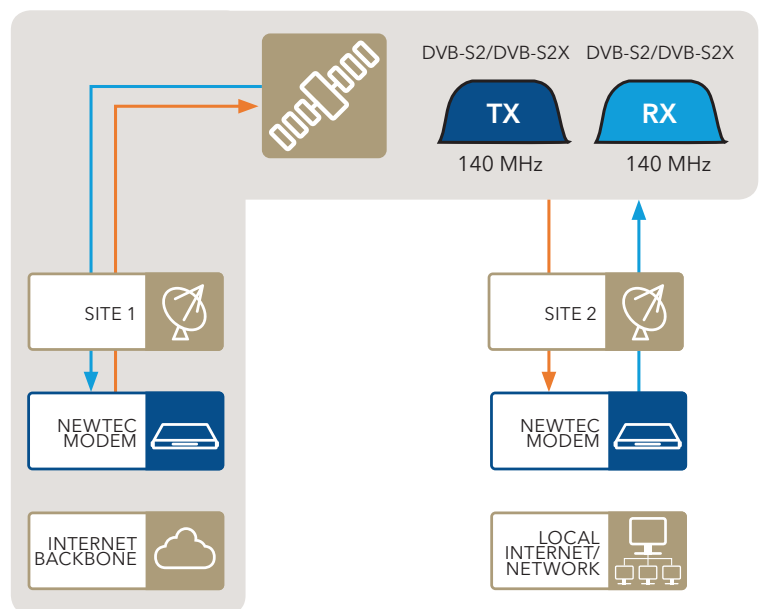 DVB-S2/DVB-S2X DVB-S2/DVB-S2X
TX RX
140 MHz 140 MHz
SITE 1
SITE 2
NEWTEC
MODEM
NEWTEC
MODEM
INTERNET
BACKBONE
LOCAL
INTERNET/
NETWORK